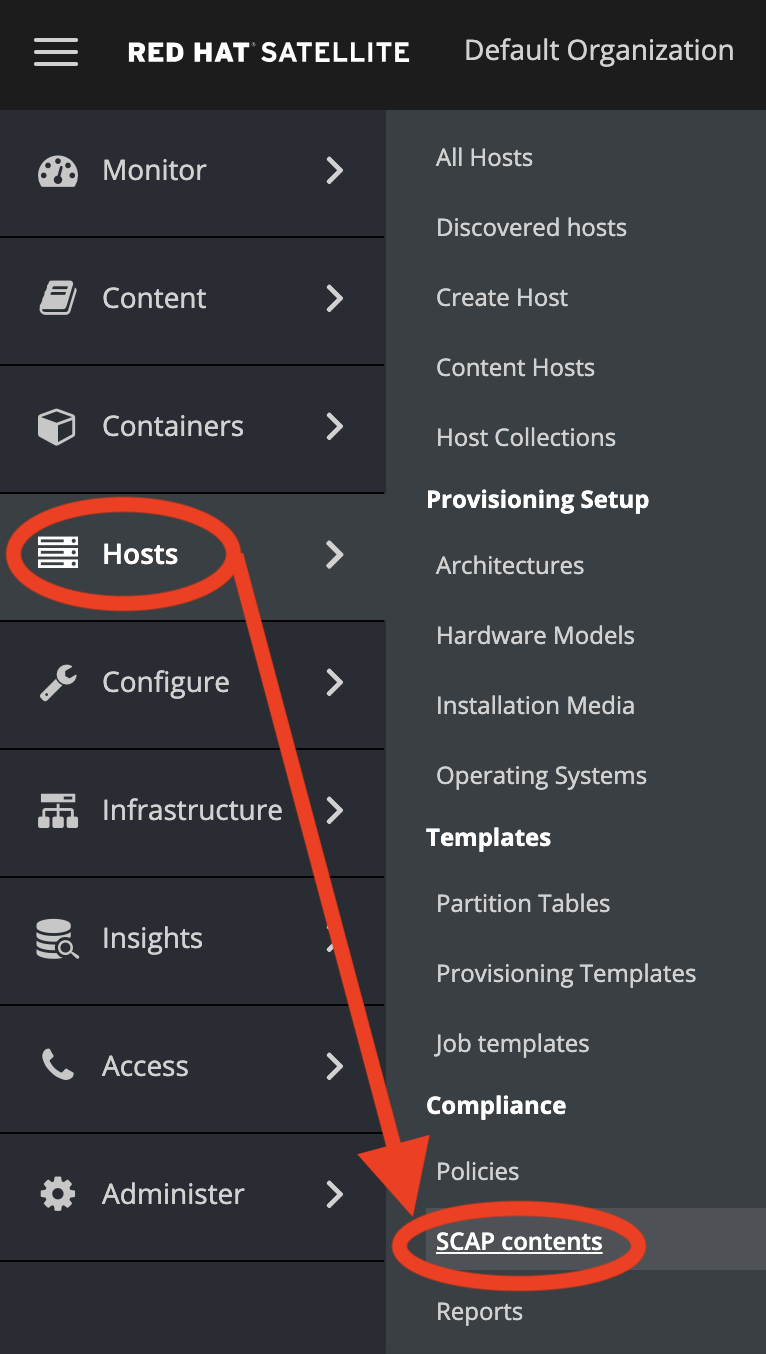 RED HAT SATELLITE Default Organization
Monitor
Content
Containers
Hosts
Configure
Infrastructure
Insights
Access
Administer
All Hosts
Discovered hosts
Create Host
Content Hosts
Host Collections
Provisioning Setup
Architectures
Hardware Models
Installation Media
Operating Systems
Templates
Partition Tables
Provisioning Templates
Job templates
Compliance
Policies
SCAP contents
Reports